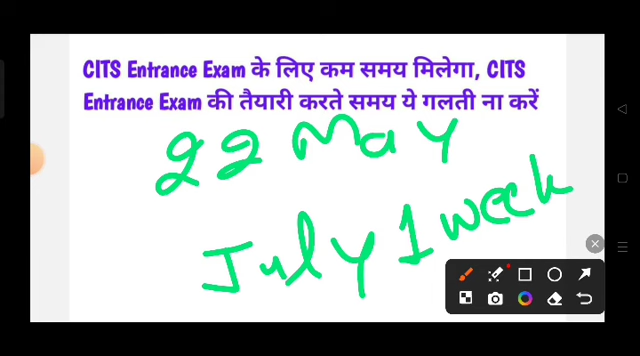 CITS Entrance Exam के लिए कम समय मिलेगा, CITS
Entrance Exam की तैयारी करते समय ये गलती ना करें
22 May
July 1 week